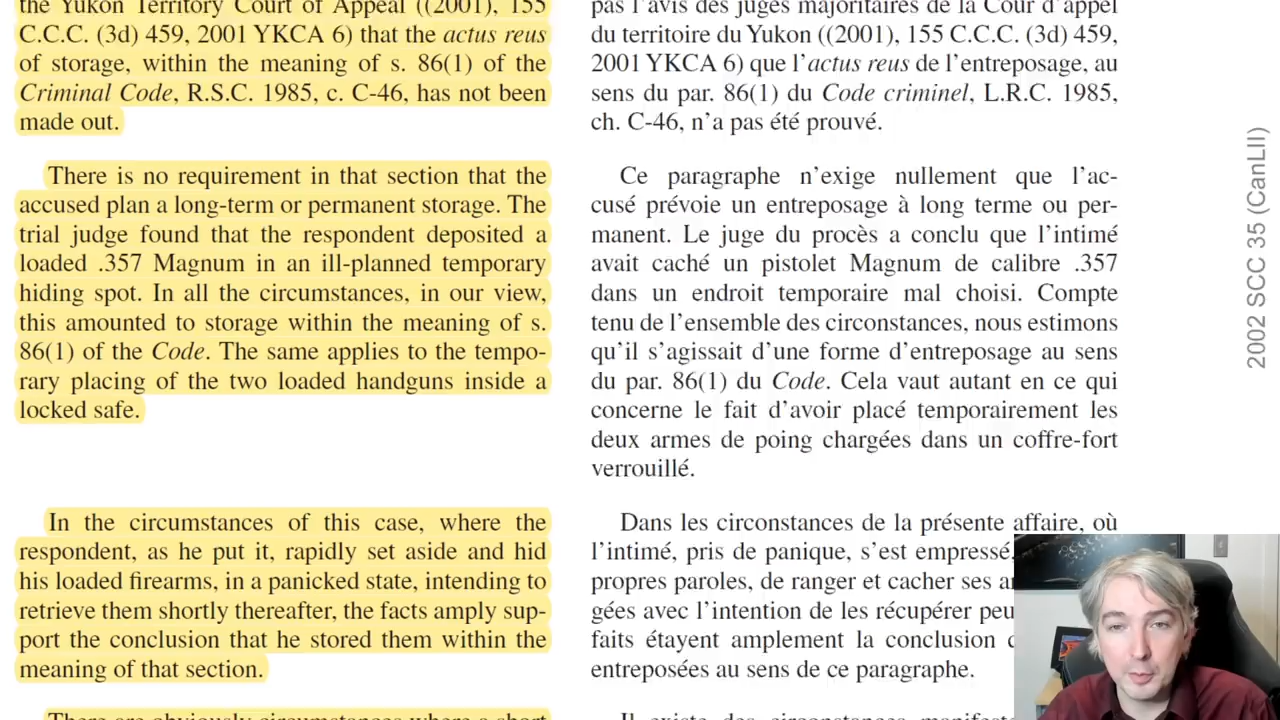 the Yukon Territory Court of Appeal ((2001), 155
C.C.C. (3d) 459, 2001 YKCA 6) that the actus reus
of storage, within the meaning of s. 86(1) of the
Criminal Code, R.S.C. 1985, c. C-46, has not been
made out.
There is no requirement in that section that the
accused plan a long-term or permanent storage. The
trial judge found that the respondent deposited a
loaded .357 Magnum in an ill-planned temporary
hiding spot. In all the circumstances, in our view,
this amounted to storage within the meaning of s.
86(1) of the Code. The same applies to the tempo-
rary placing of the two loaded handguns inside a
locked safe.
In the circumstances of this case, where the
respondent, as he put it, rapidly set aside and hid
his loaded firearms, in a panicked state, intending to
retrieve them shortly thereafter, the facts amply sup-
port the conclusion that he stored them within the
meaning of that section.
There are obviously circumstances where a short
pas l’avis des juges majoritaires de la Cour d’appel
du territoire du Yukon ((2001), 155 C.C.C. (3d) 459,
2001 YKCA 6) que l’actus reus de l’entreposage, au
sens du par. 86(1) du Code criminel, L.R.C. 1985,
ch. C-46, n’a pas été prouvé.
Ce paragraphe n’exige nullement que l’ac-
cusé prévoie un entreposage à long terme ou per-
manent. Le juge du procès a conclu que l’intimé
avait caché un pistolet Magnum de calibre .357
dans un endroit temporaire mal choisi. Compte
tenu de l’ensemble des circonstances, nous estimons
qu’il s’agissait d’une forme d’entreposage au sens
du par. 86(1) du Code. Cela vaut autant en ce qui
concerne le fait d’avoir placé temporairement les
deux armes de poing chargées dans un coffre-fort
verrouillé.
Dans les circonstances de la présente affaire, où
l’intimé, pris de panique, s’est empressé,
propres paroles, de ranger et cacher ses
gées avec l’intention de les récupérer
faits étayent amplement la conclusion
entreposées au sens de ce paragraphe.
Il existe des circonstances
2002 SCC 35 (CanLII)